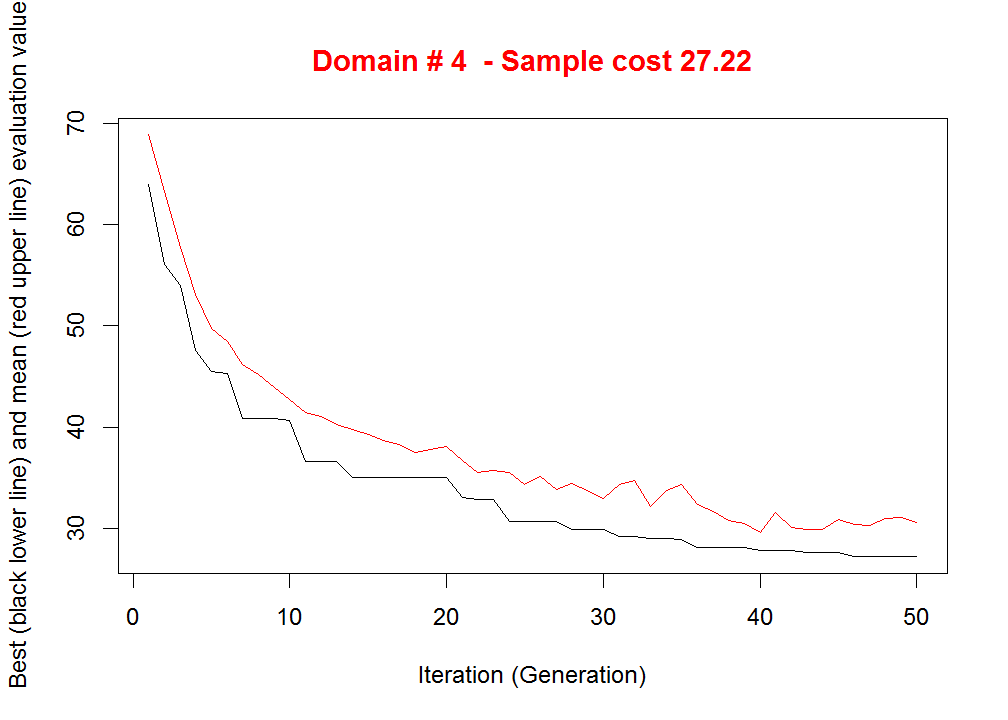 Domain # 4  - Sample cost 27.22
Best (black lower line) and mean (red upper line) evaluation value
70
60
50
40
30
0 10 20 30 40 50
Iteration (Generation)